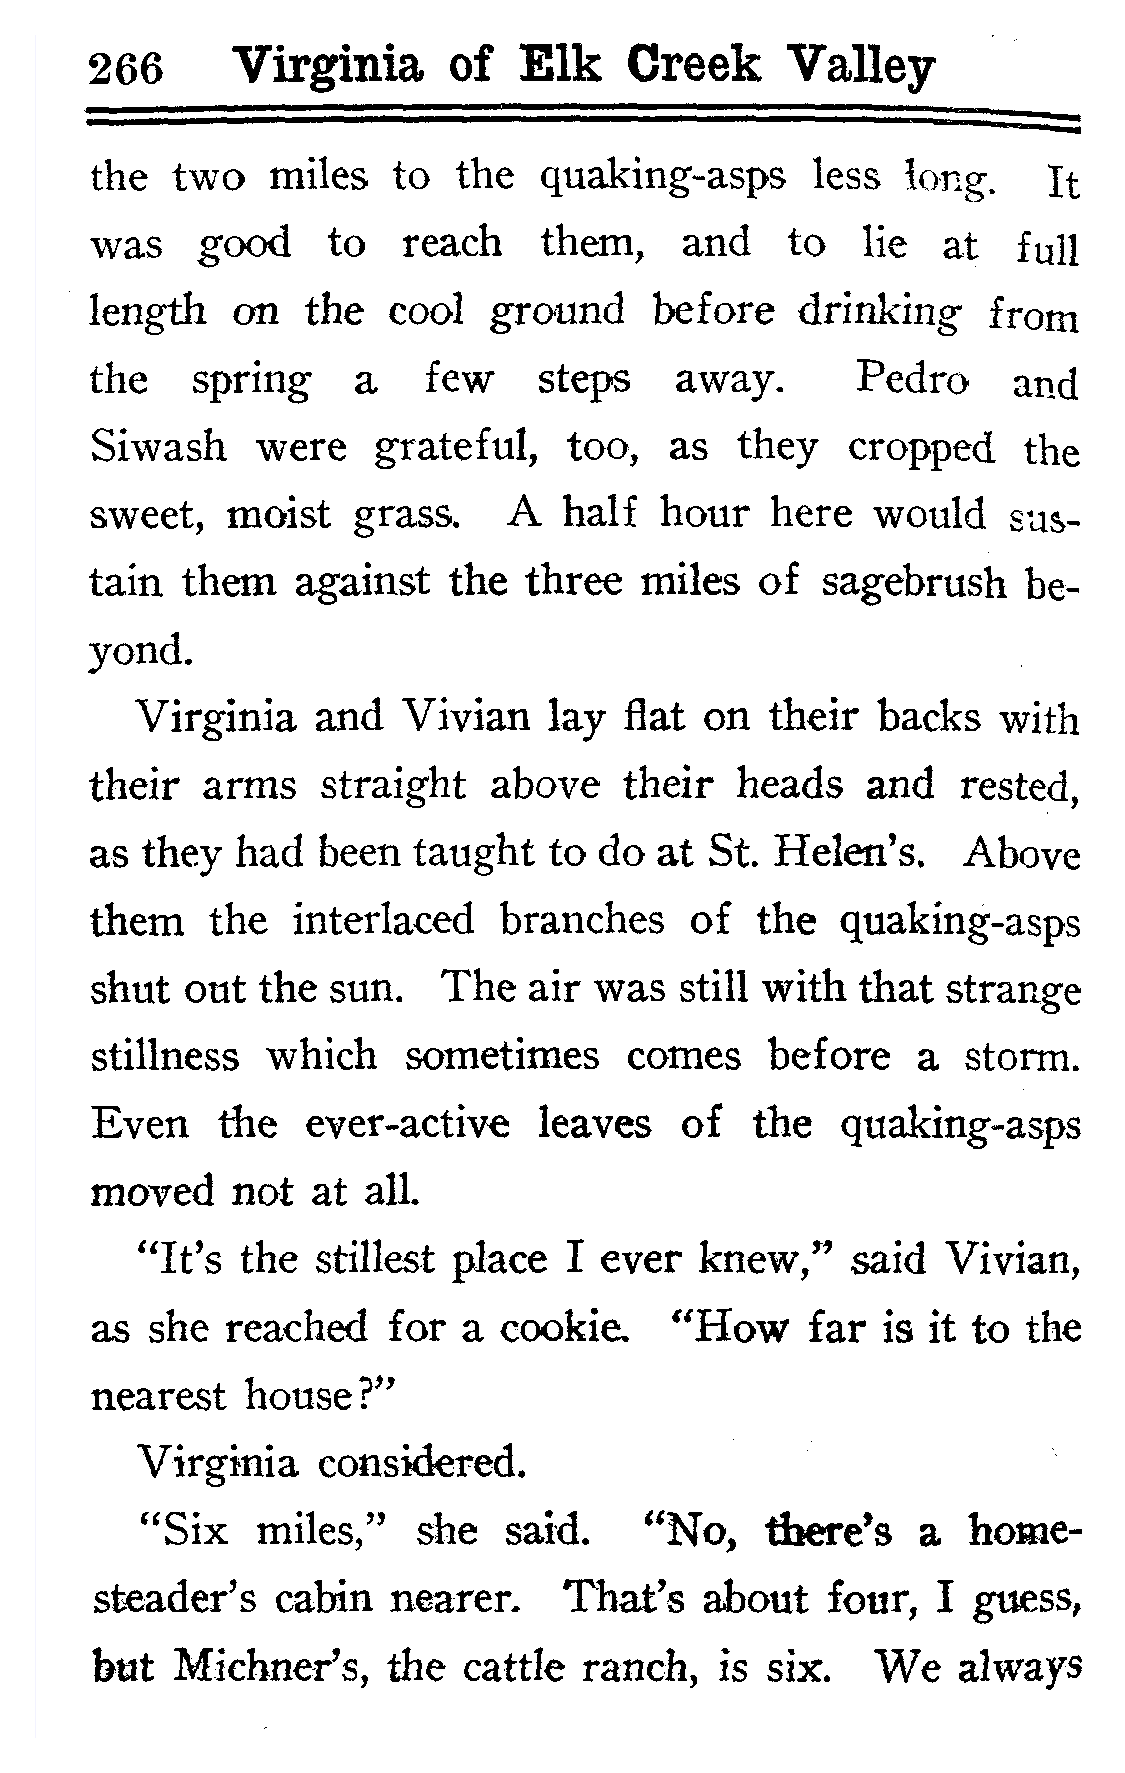 266 Virginia of Elk Creek Valley
the two miles to the quaking-asps less long. It
was good to reach them, and to lie at full
length on the cool ground before drinking from
the spring a few steps away. Pedro and
Siwash were grateful, too, as they cropped the
sweet, moist grass. A half hour here would sus-
tain them against the three miles of sagebrush be-
yond.
Virginia and Vivian lay flat on their backs with
their arms straight above their heads and rested,
as they had been taught to do at St. Helen's. Above
them the interlaced branches of the quaking-asps
shut out the sun. The air was still with that strange
stillness which sometimes comes before a storm.
Even the ever-active leaves of the quaking-asps
moved not at all.
“It's the stillest place I ever knew,” said Vivian,
as she reached for a cookie. “How far is it to the
nearest house?”
Virginia considered.
“Six miles,” she said. “No, there's a home-
steader's cabin nearer. That's about four, I guess,
but Michner's, the cattle ranch, is six. We always